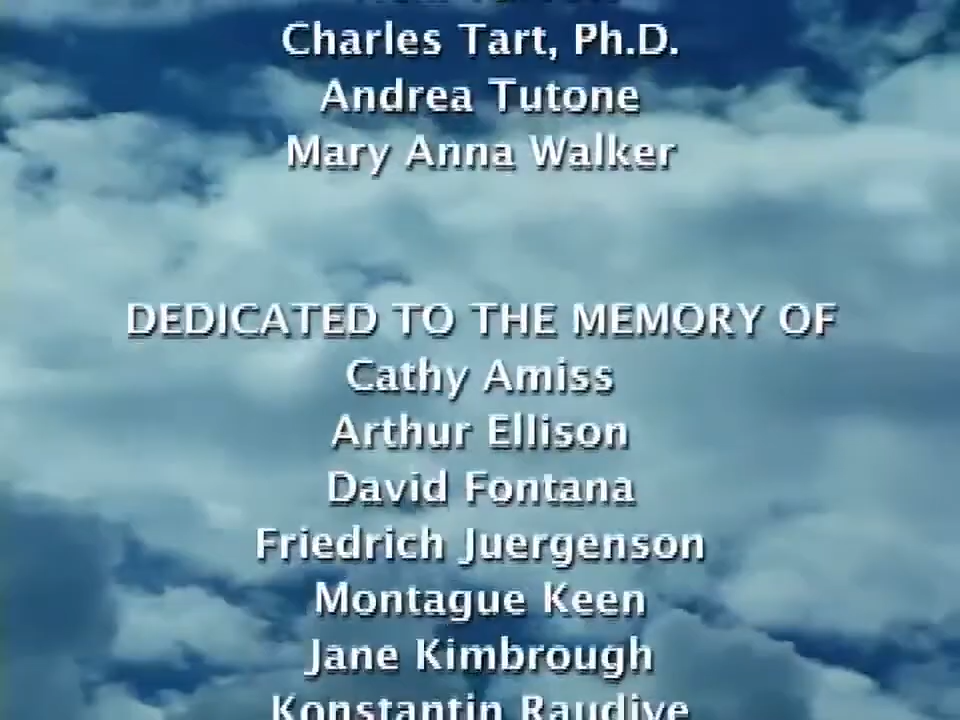 Charles Tart, Ph.D.
Andrea Tutone
Mary Anna Walker
DEDICATED TO THE MEMORY OF
Cathy Amiss
Arthur Ellison
David Fontana
Friedrich Juergenson
Montague Keen
Jane Kimbrough
Konstantin Raudive